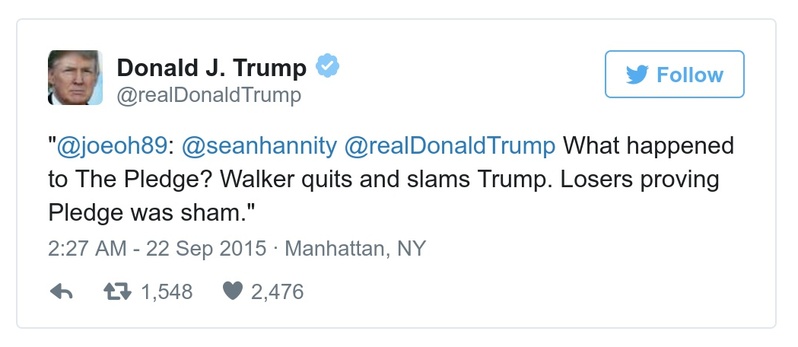 Donald J. Trump
@realDonaldTrump
Follow
"@joeoh89: @seanhannity @realDonaldTrump What happened
to The Pledge? Walker quits and slams Trump. Losers proving
Pledge was sham."
2:27 AM - 22 Sep 2015 · Manhattan, NY
1,548 2,476